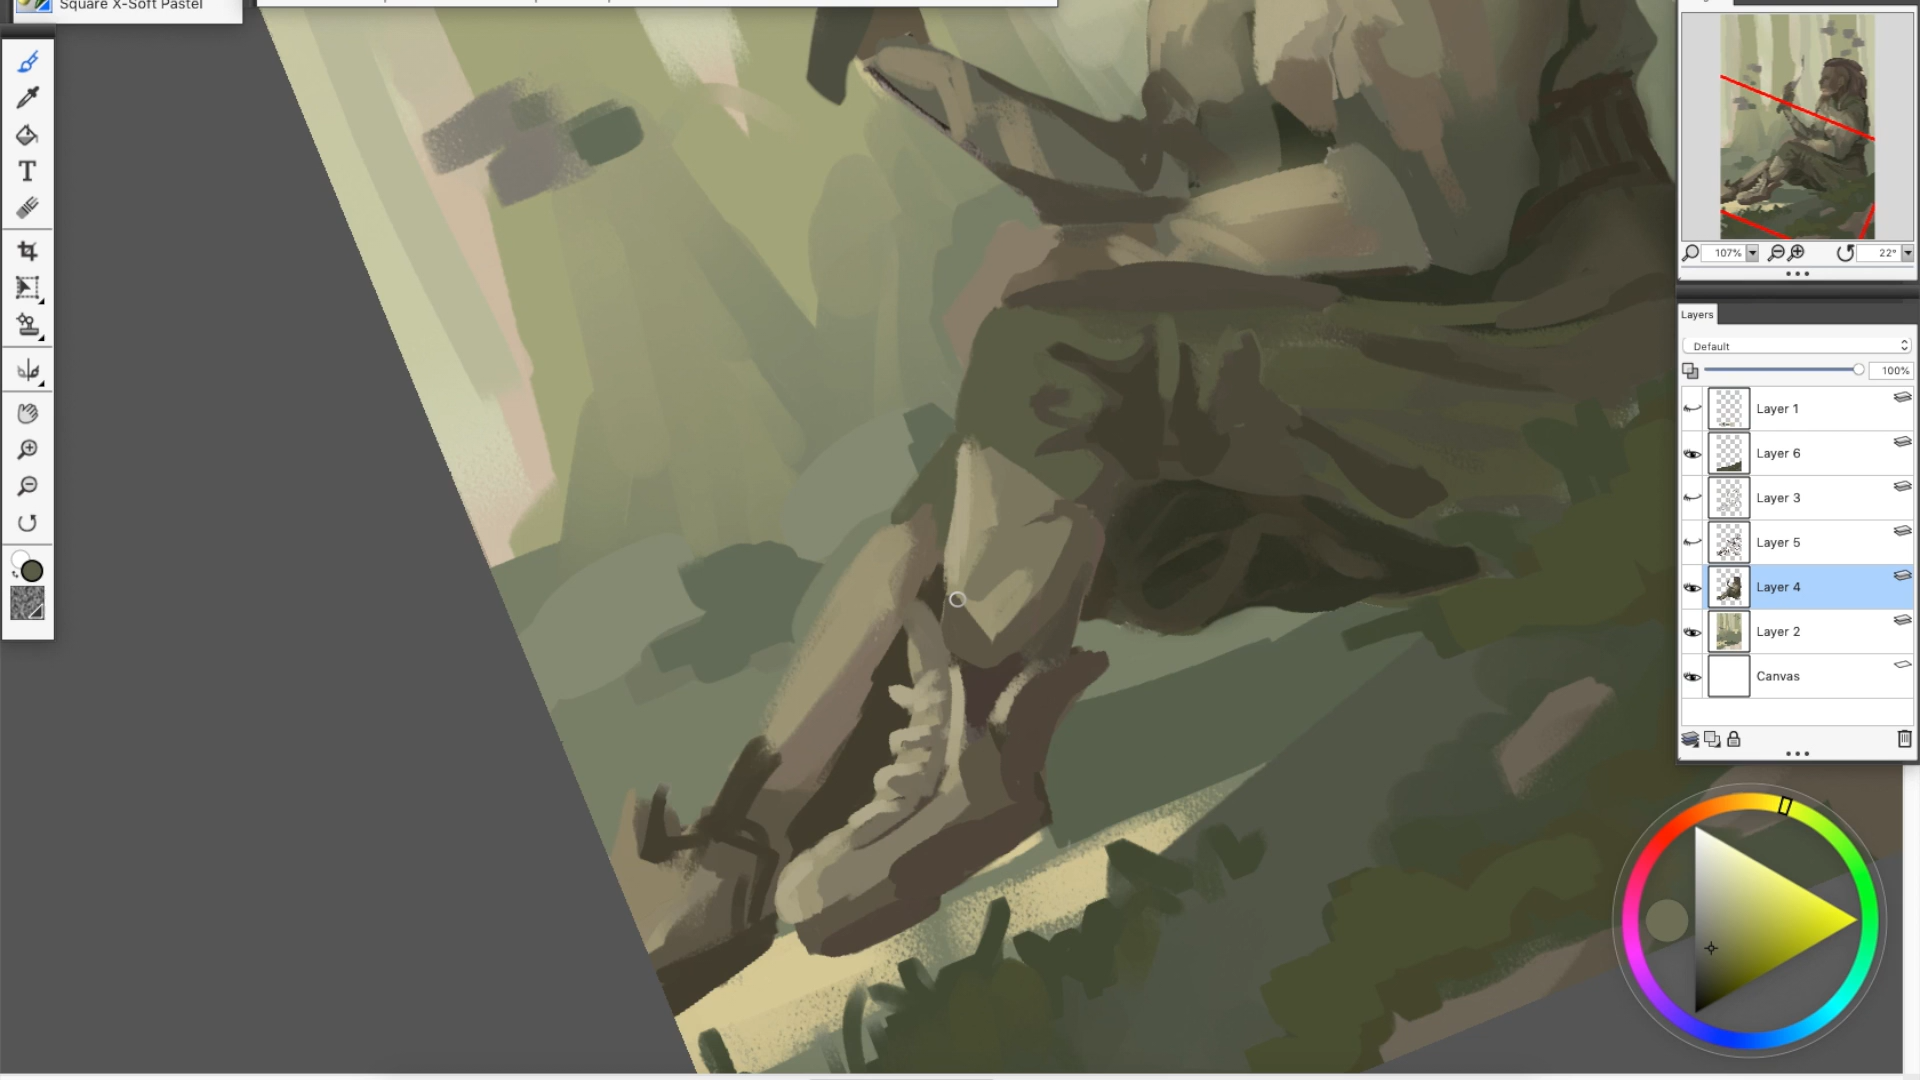 Square X-Soft Pastel
T
107%
22°
Layers
Default
100%
Layer 1
Layer 6
Layer 3
Layer 5
Layer 4
Layer 2
Canvas